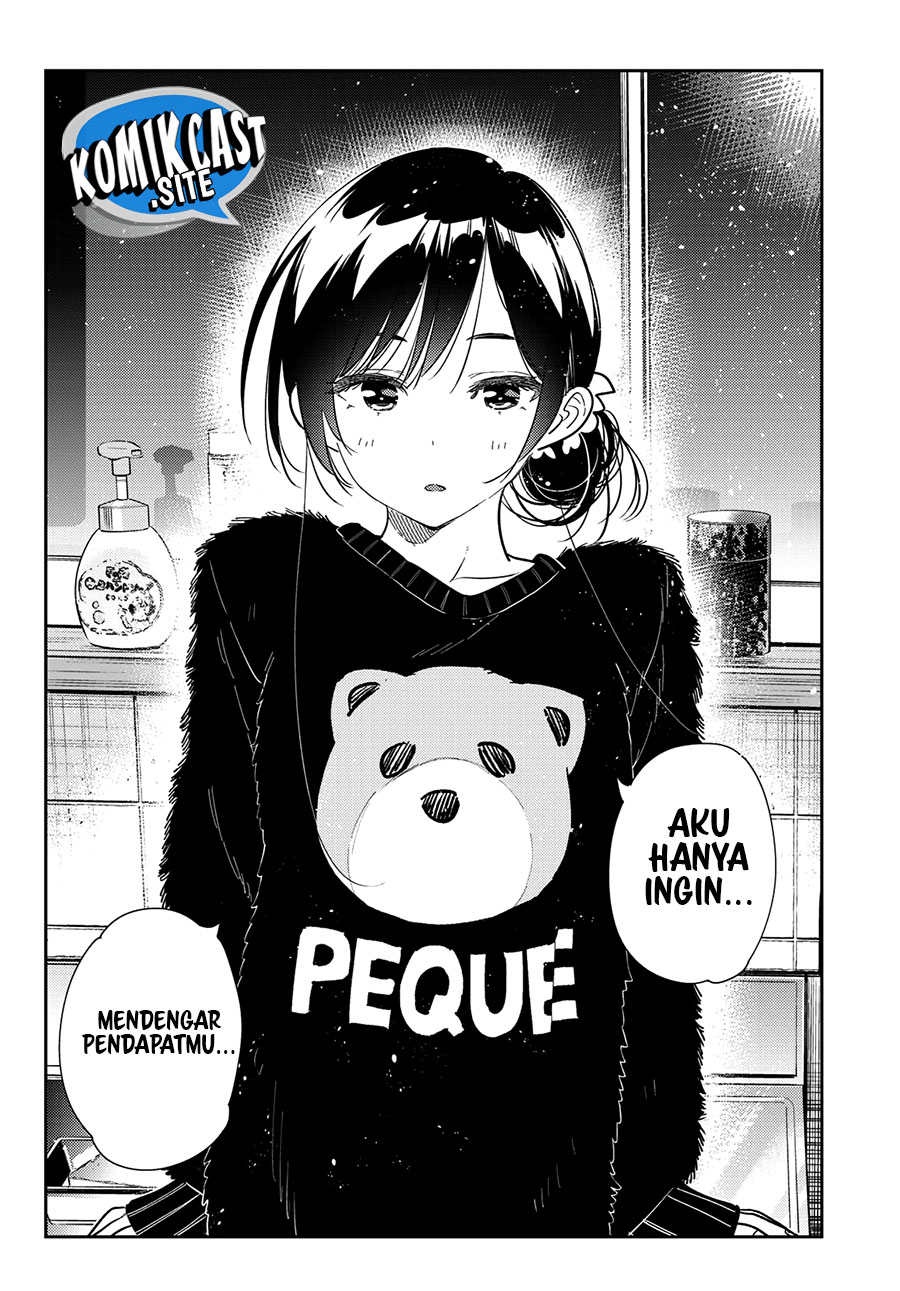 KOMIKCAST
.SITE
AKU
HANYA
INGIN...
MENDENGAR
PENDAPATMU...
PEQUE